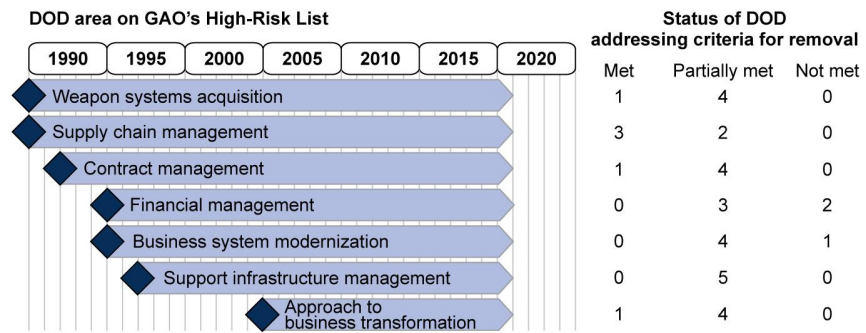 DOD area on GAO's High-Risk List
Status of DOD
addressing criteria for removal
1990 1995 2000 2005 2010 2015 2020
Met Partially met Not met
Weapon systems acquisition 1 4 0
Supply chain management 3 2 0
Contract management 1 4 0
Financial management 0 3 2
Business system modernization 0 4 1
Support infrastructure management 0 5 0
Approach to
business transformation 1 4 0